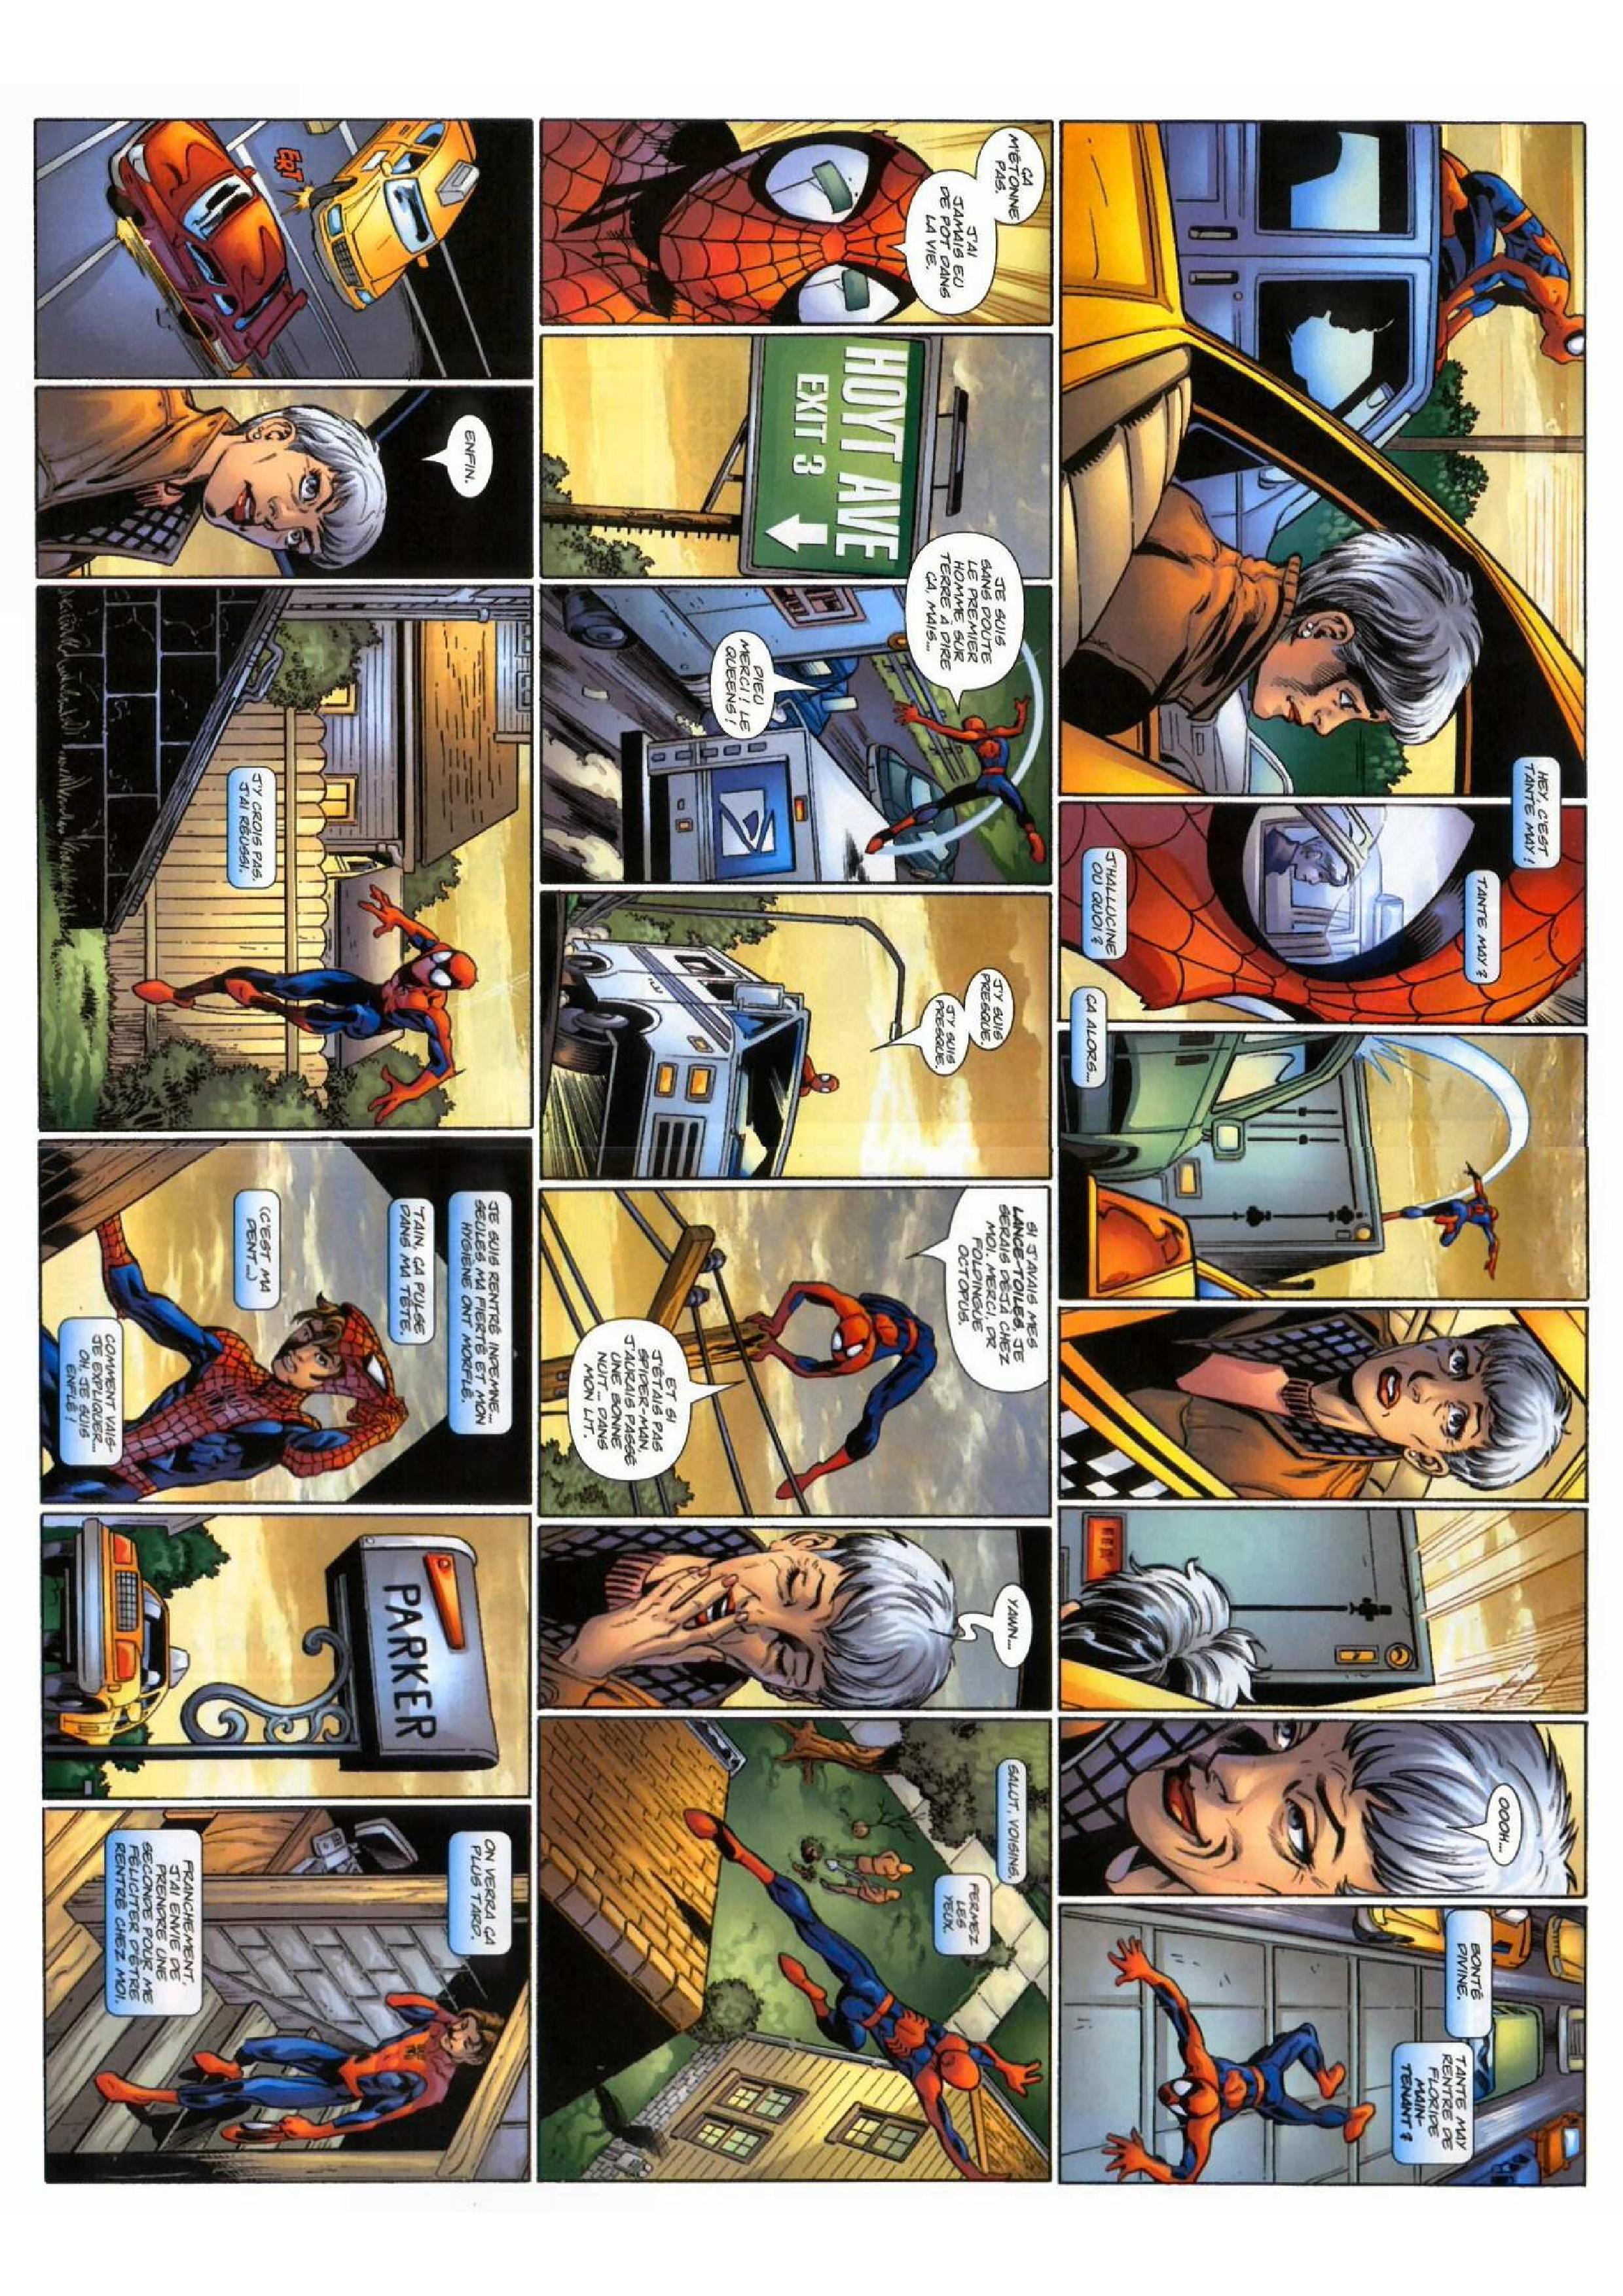 HEY, C'EST
TANTE MAY !
TANTE MAY ?
J'HALLUCINE
OU QUOI ?
ÇA ALORS...
OOOH...
BONTÉ
DIVINE.
TANTE MAY
RENTRE DE
FLORIDE
MAIN-
TENANT ?
ÇA
M'ÉTONNE
PAS.
J'AI
JAMAIS EU
DE POT DANS
LA VIE.
HOYT AVE
EXIT 3
JE SUIS
SANS DOUTE
LE PREMIER
HOMME SUR
TERRE À DIRE
ÇA, MAIS...
DIEU
MERCI ! LE
QUEENS !
J'Y SUIS
PRESQUE.
J'Y SUIS
PRESQUE.
SI J'AVAIS MES
LANCE-TOILES, JE
SERAIS DÉJÀ CHEZ
MOI. MERCI, DR
FOLDINGUE
OCTOPUS.
ET SI
J'ÉTAIS PAS
SPIDER-MAN,
J'AURAIS PASSÉ
UNE BONNE
NUIT... DANS
MON LIT.
YAWN...
SALUT, VOISINS.
FERMEZ
LES
YEUX.
CRT
ENFIN.
J'Y CROIS PAS.
J'AI RÉUSSI.
JE SUIS RENTRÉ INDEMNE...
SEULES MA FIERTÉ ET MON
HYGIÈNE ONT MORFLÉ.
'TAIN, ÇA PULSE
DANS MA TÊTE.
(C'EST MA
DENT...)
COMMENT VAIS-
JE EXPLIQUER...
OH, JE SUIS
ENFLÉ !
PARKER
ON VERRA ÇA
PLUS TARD.
FRANCHEMENT,
J'AI ENVIE DE
PRENDRE UNE
SECONDE POUR ME
FÉLICITER D'ÊTRE
RENTRÉ CHEZ MOI.